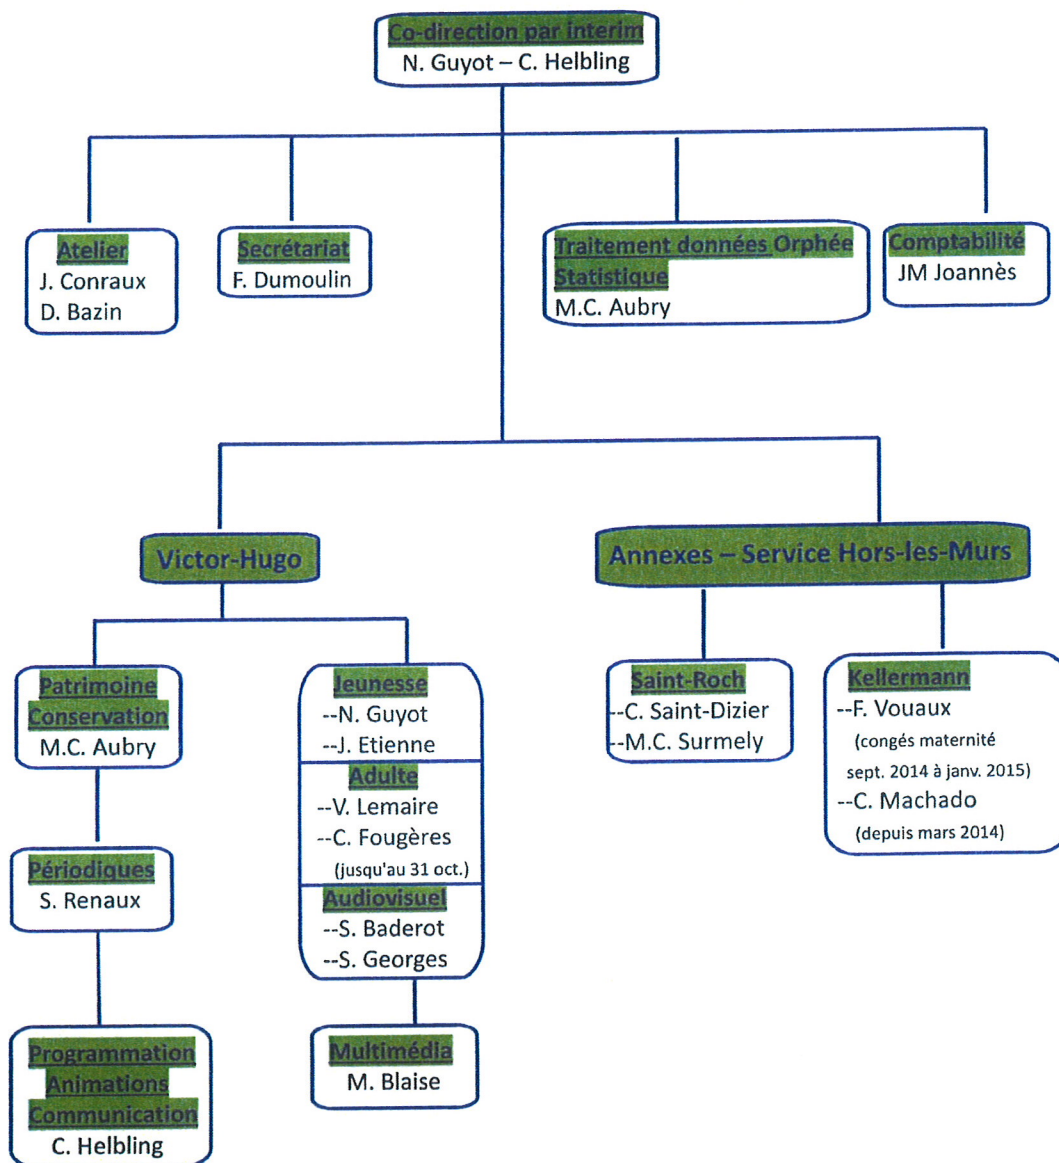 Co-direction par interim
N. Guyot – C. Helbling
Atelier
J. Conraux
D. Bazin
Secrétariat
F. Dumoulin
Traitement données Orphée
Statistique
M.C. Aubry
Comptabilité
JM Joannès
Victor-Hugo
Annexes – Service Hors-les-Murs
Patrimoine
Conservation
M.C. Aubry
Périodiques
S. Renaux
Programmation
Animations
Communication
C. Helbling
Jeunesse
--N. Guyot
--J. Etienne
Adulte
--V. Lemaire
--C. Fougères
(jusqu'au 31 oct.)
Audiovisuel
--S. Baderot
--S. Georges
Multimédia
M. Blaise
Saint-Roch
--C. Saint-Dizier
--M.C. Surmely
Kellermann
--F. Vouaux
(congés maternité
sept. 2014 à janv. 2015)
--C. Machado
(depuis mars 2014)